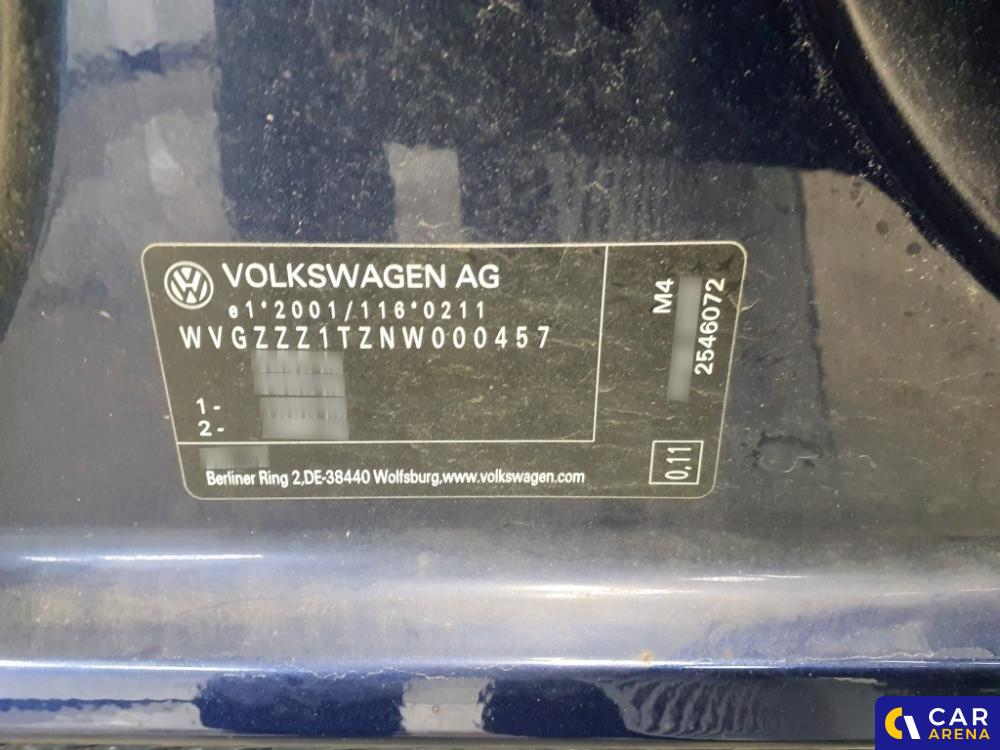 VOLKSWAGEN AG
e1*2001/116*0211
WVGZZZ1TZNW000457
1-
2-
Berliner Ring 2,DE-38440 Wolfsburg,www.volkswagen.com
M4
2546072
0,11
CAR
ARENA